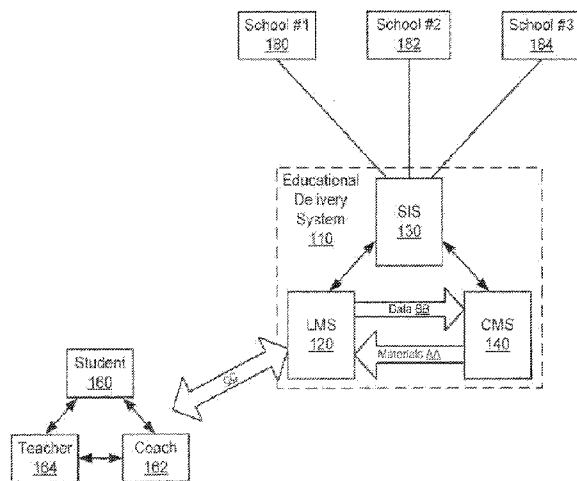 School #1
180
School #2
182
School #3
184
Educational
Delivery
System
110
SIS
130
LMS
120
Data BB
CMS
140
Materials AA
CC
Student
160
Teacher
164
Coach
162